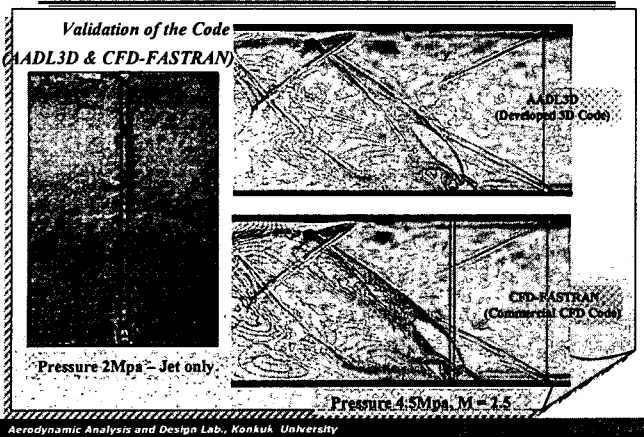 Validation of the Code
(AADL3D & CFD-FASTRAN)
AADL3D
(Developed 3D Code)
CFD-FASTRAN
(Commercial CFD Code)
Pressure 2Mpa – Jet only
Pressure 4.5Mpa, M = 2.5
Aerodynamic Analysis and Design Lab., Konkuk University